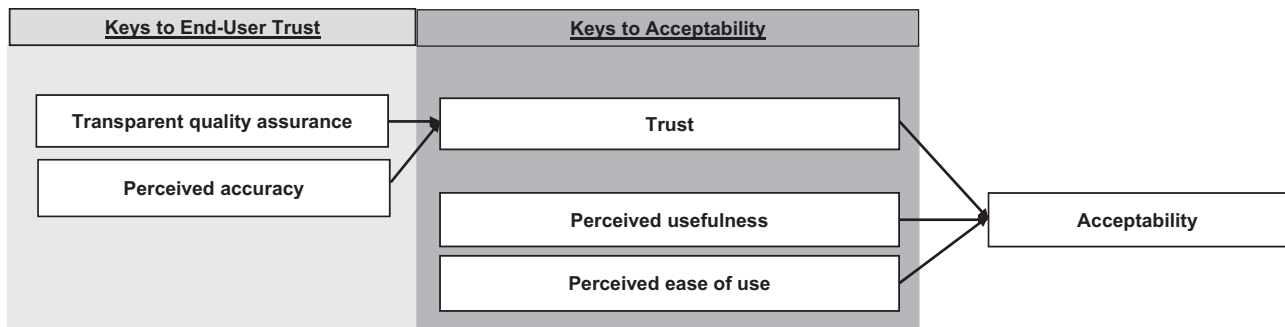 Keys to End-User Trust
Keys to Acceptability
Transparent quality assurance
Trust
Perceived accuracy
Perceived usefulness
Acceptability
Perceived ease of use